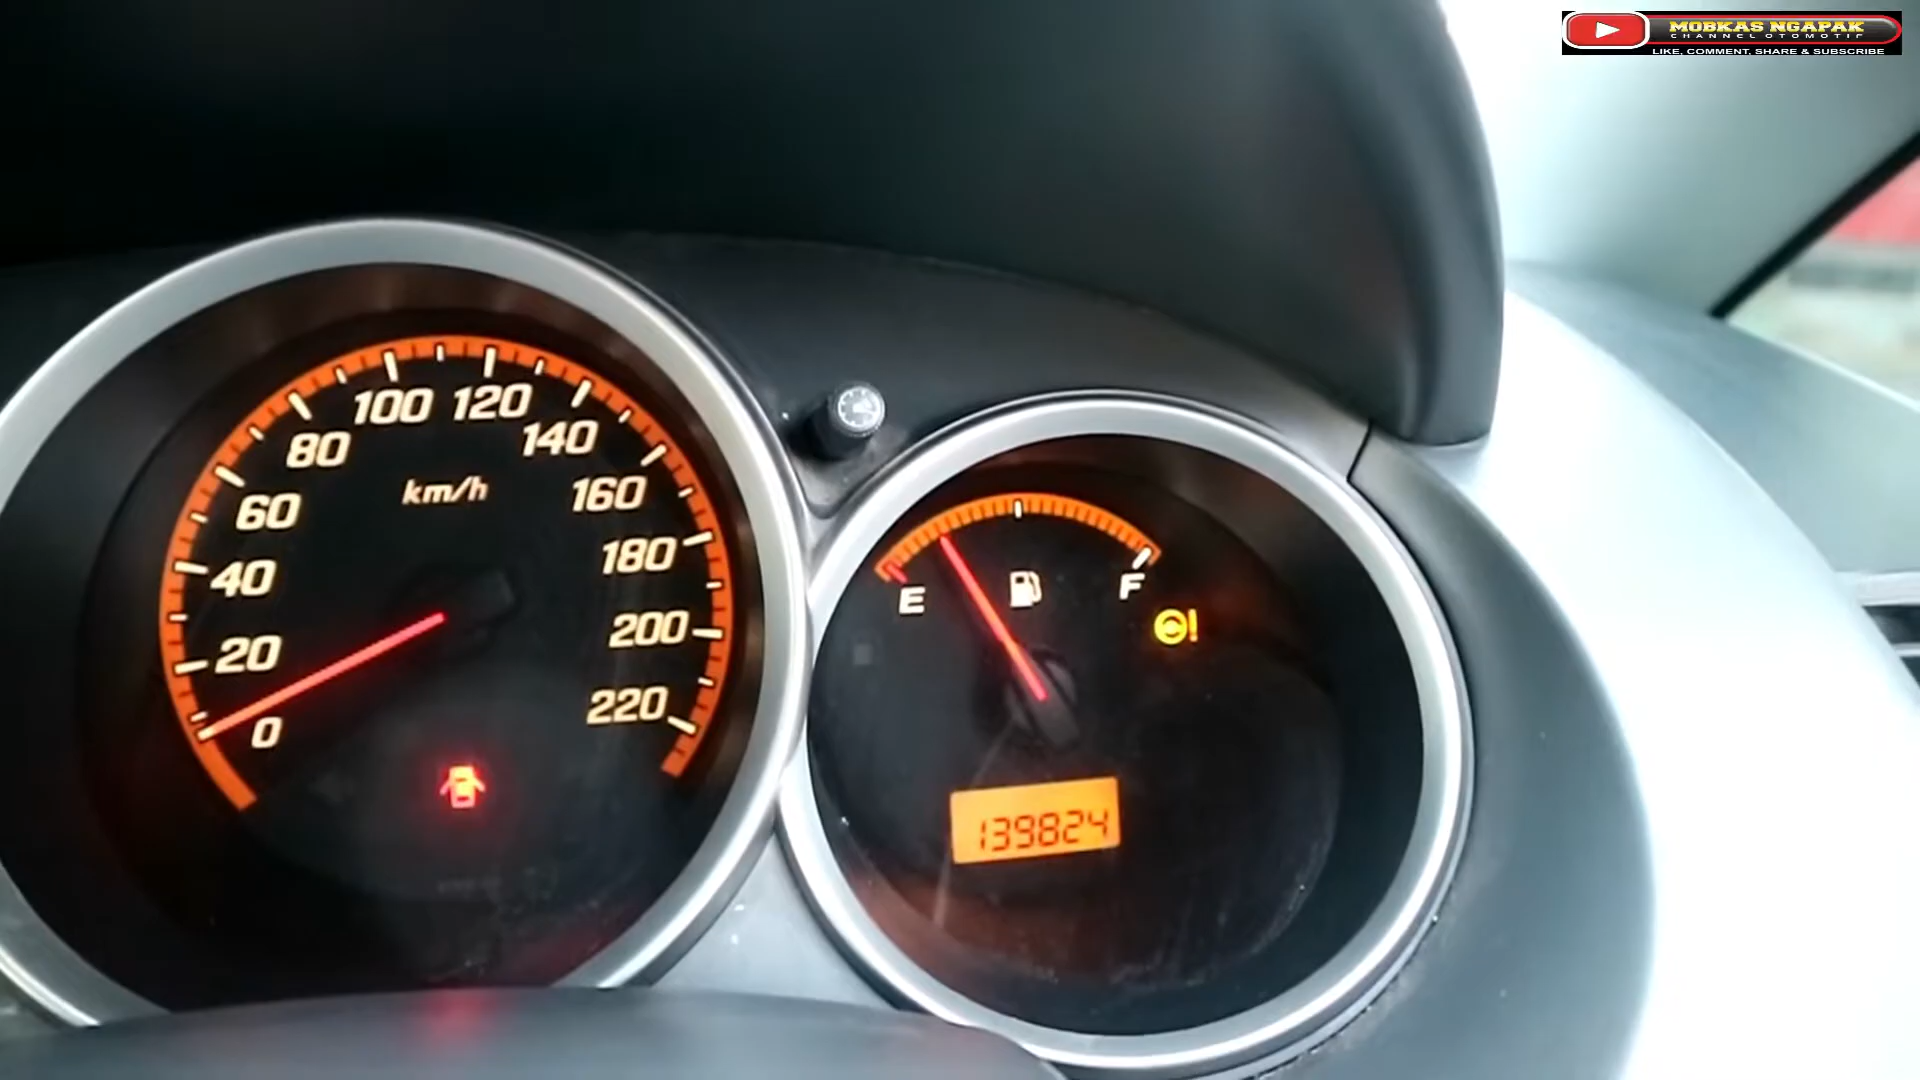 MOBKAS NGAPAK
CHANNEL OTOMOTIF
LIKE, COMMENT, SHARE & SUBSCRIBE
100 120
80 140
km/h
60 160
180
40
20 200
0 220
E F
!
139824